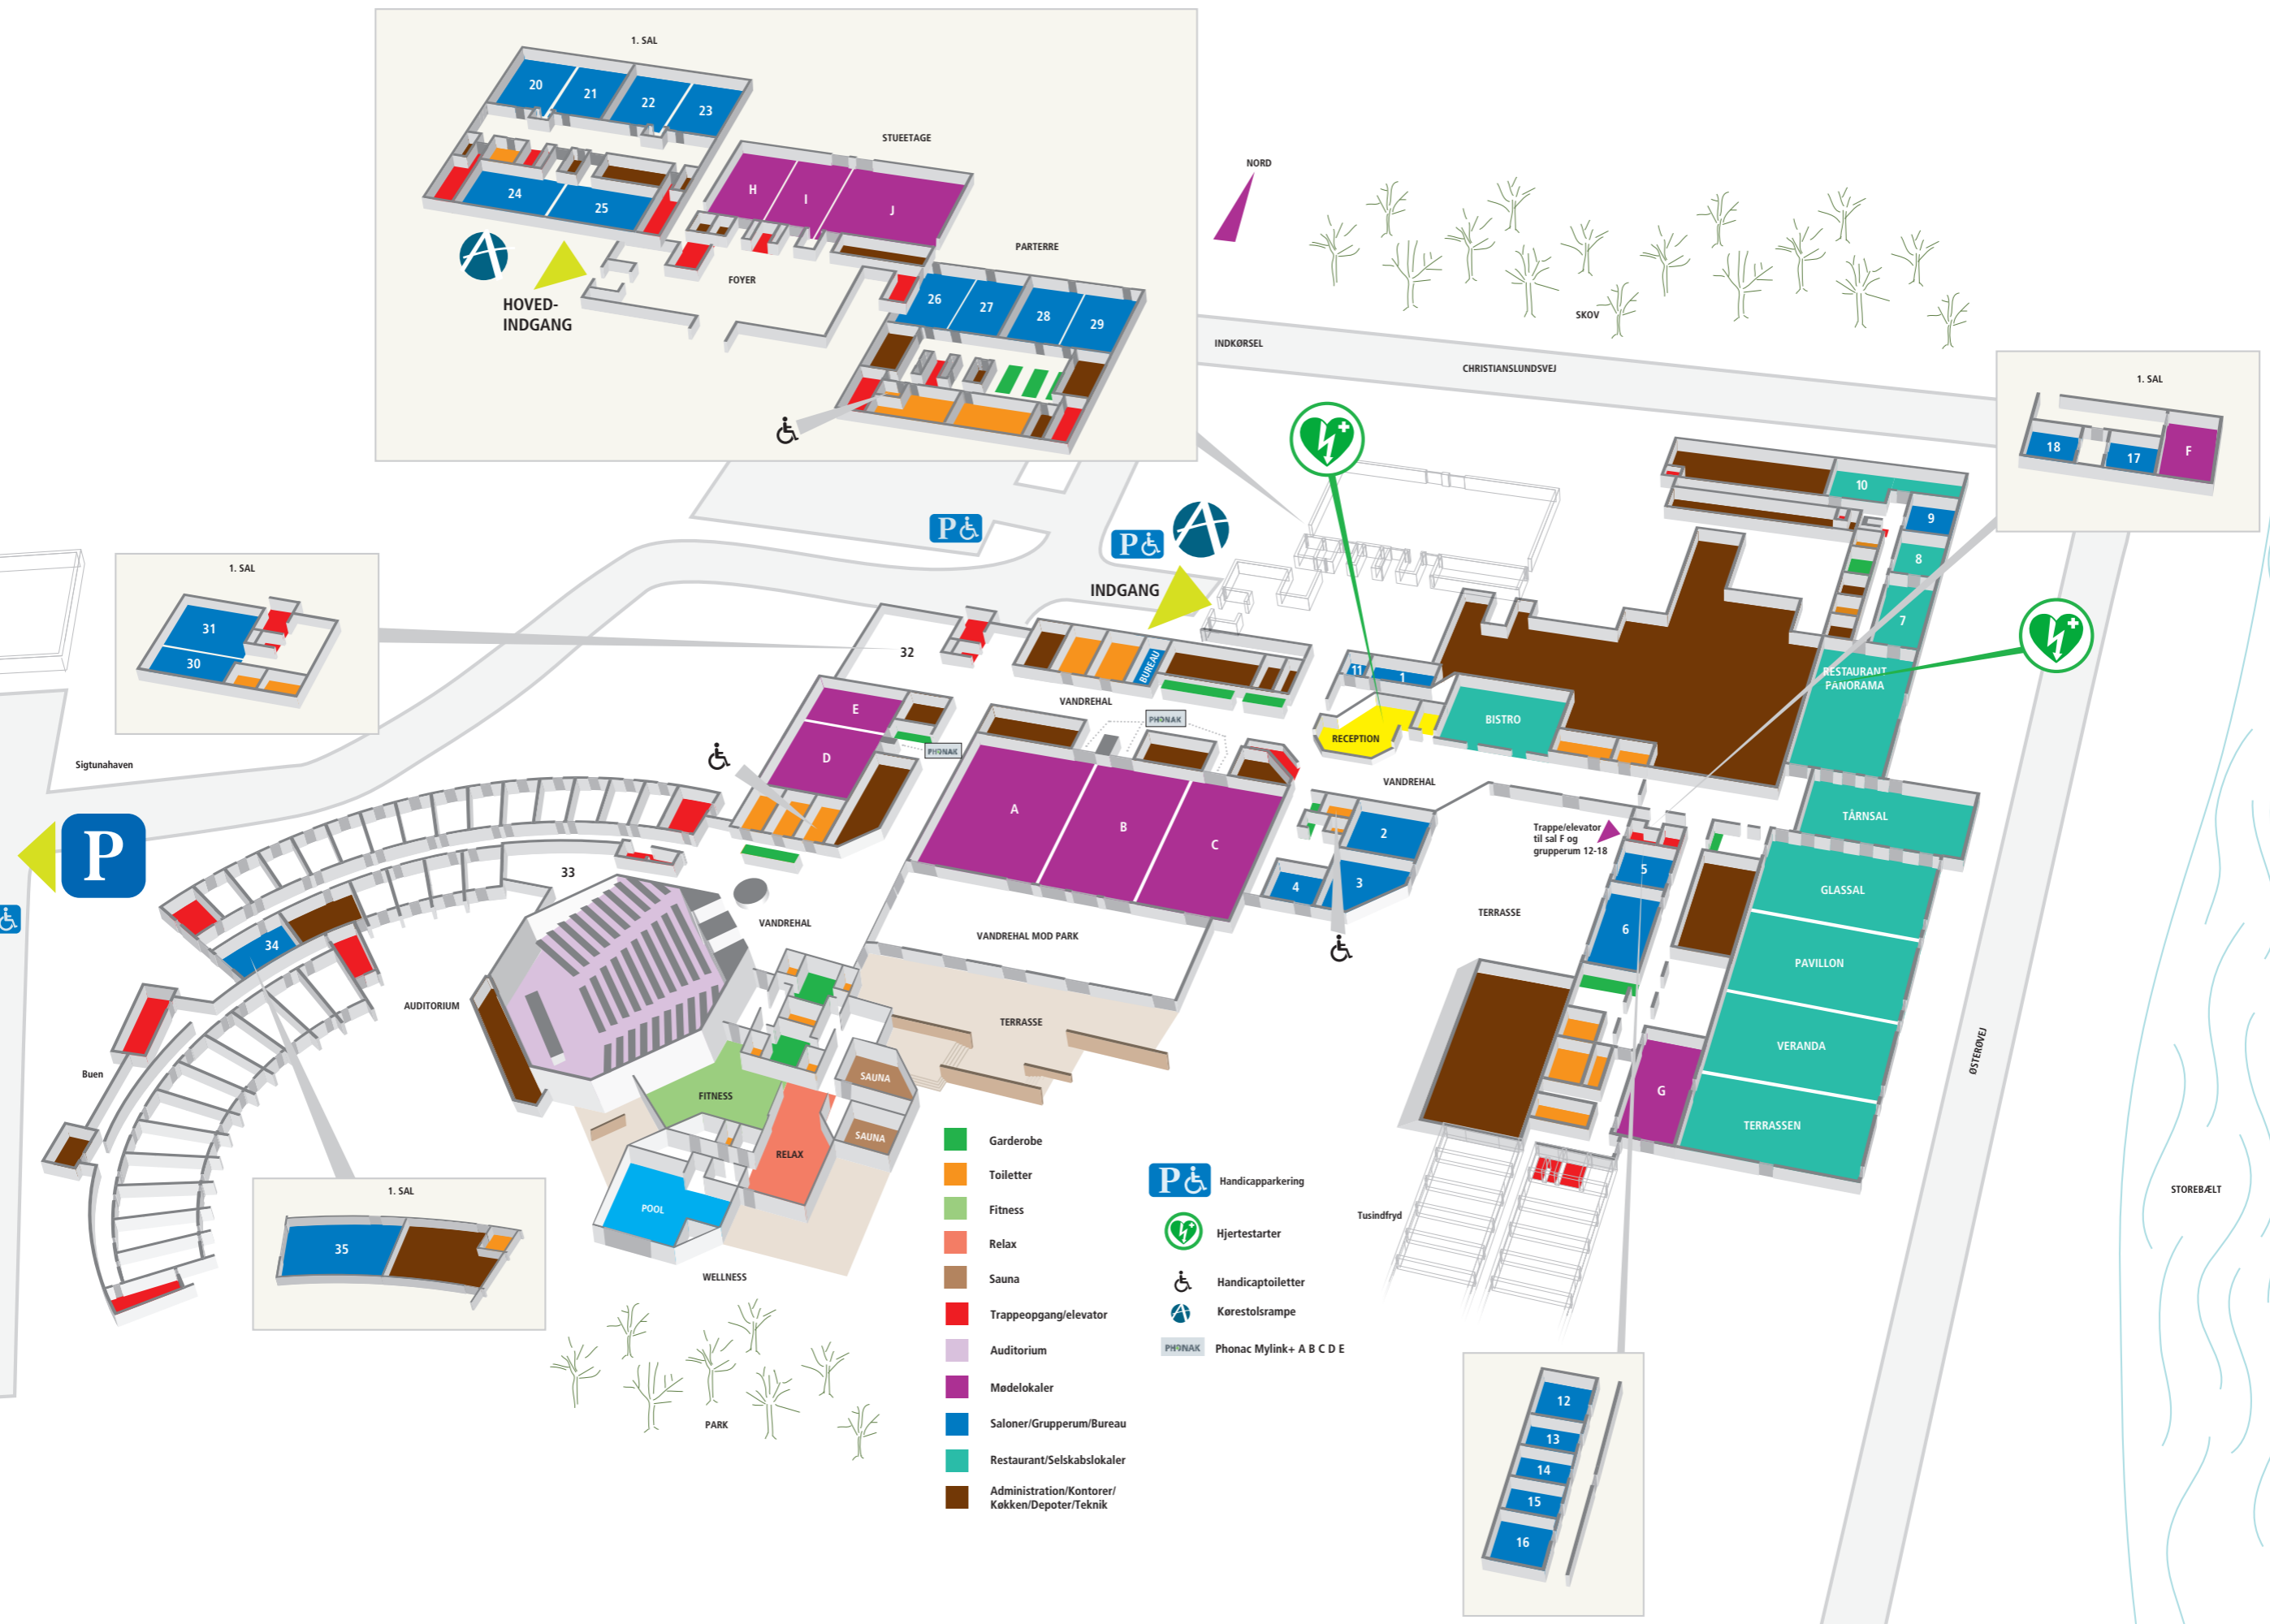 1. SAL
20
21
22
23
24
25
STUEETAGE
H
I
J
PARTERRE
26
27
28
29
FOYER
HOVED-
INDGANG
NORD
SKOV
INDKØRSEL
CHRISTIANSLUNDSVEJ
1. SAL
18
17
F
1. SAL
31
30
32
P
P
INDGANG
BUREAU
VANDREHAL
PHONAK
PHONAK
11
1
RECEPTION
BISTRO
VANDREHAL
10
9
8
7
RESTAURANT
PANORAMA
TÅRNSAL
GLASSAL
PAVILLON
VERANDA
TERRASSEN
G
Trappe/elevator
til sal F og
grupperum 12-18
5
6
TERRASSE
E
D
A
B
C
2
3
4
Sigtunahaven
P
33
34
VANDREHAL
VANDREHAL MOD PARK
AUDITORIUM
TERRASSE
Buen
FITNESS
SAUNA
SAUNA
RELAX
POOL
WELLNESS
1. SAL
35
PARK
Garderobe
Toiletter
Fitness
Relax
Sauna
Trappeopgang/elevator
Auditorium
Mødelokaler
Saloner/Grupperum/Bureau
Restaurant/Selskabslokaler
Administration/Kontorer/
Køkken/Depoter/Teknik
P
Handicapparkering
Hjertestarter
Handicaptoiletter
Kørestolsrampe
PHONAK
Phonac Mylink+ A B C D E
Tusindfryd
12
13
14
15
16
ØSTERØVEJ
STOREBÆLT